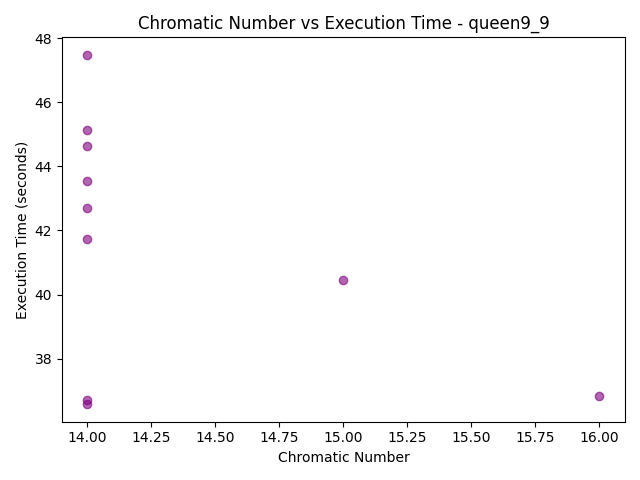 Chromatic Number vs Execution Time - queen9_9
48
46
44
42
40
38
Execution Time (seconds)
14.00 14.25 14.50 14.75 15.00 15.25 15.50 15.75 16.00
Chromatic Number